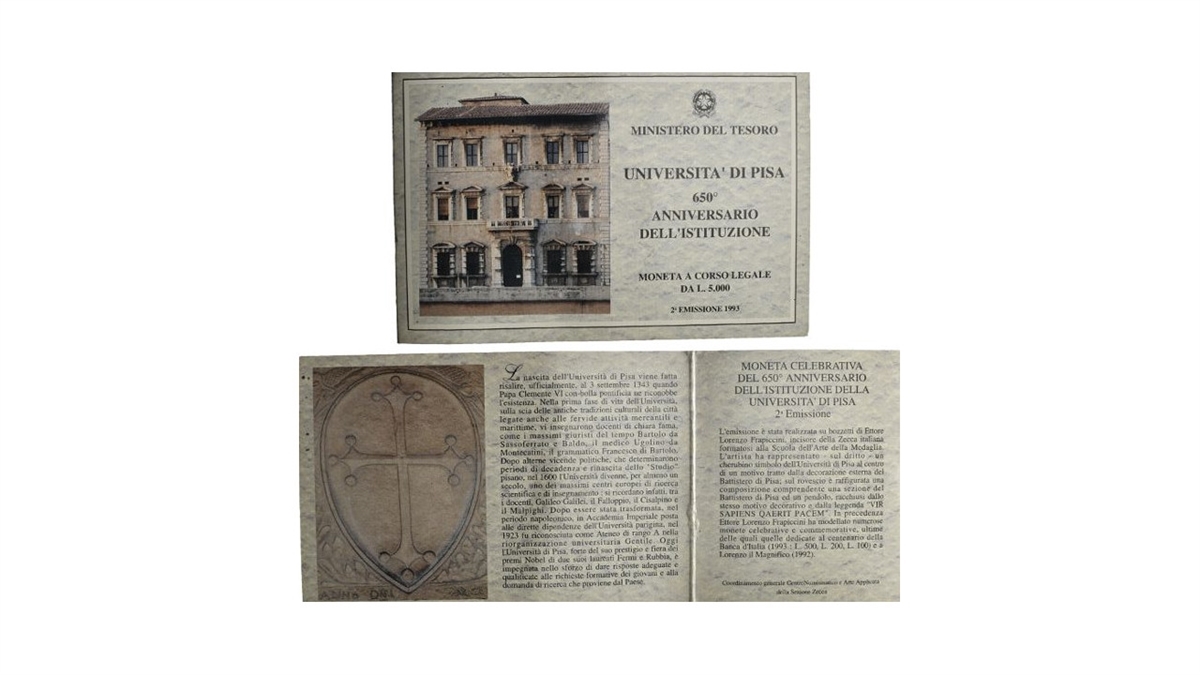 MINISTERO DEL TESORO
UNIVERSITA' DI PISA
650°
ANNIVERSARIO
DELL'ISTITUZIONE
MONETA A CORSO LEGALE
DA L. 5.000
2ª EMISSIONE 1993
La nascita dell'Università di Pisa viene fatta
risalire, ufficialmente, al 3 settembre 1343 quando
Papa Clemente VI con bolla pontificia ne riconobbe
l'esistenza. Nella prima fase di vita dell'Università,
sulla scia delle antiche tradizioni culturali della città
legate anche alle fervide attività mercantili e
marittime, vi insegnarono docenti di chiara fama,
come i massimi giuristi del tempo Bartolo da
Sassoferrato e Baldo, il medico Ugolino da
Montecatini, il grammatico Francesco di Bartolo.
Dopo alterne vicende politiche, che determinarono
periodi di decadenza e rinascita dello "Studio"
pisano, nel 1600 l'Università divenne, per almeno un
secolo, uno dei massimi centri europei di ricerca
scientifica e di insegnamento : si ricordano infatti, tra
i docenti, Galileo Galilei, il Falloppio, il Cisalpino e
il Malpighi. Dopo essere stata trasformata, nel
periodo napoleonico, in Accademia Imperiale posta
alle dirette dipendenze dell'Università parigina, nel
1923 fu riconosciuta come Ateneo di rango A nella
riorganizzazione universitaria Gentile. Oggi
l'Università di Pisa, forte del suo prestigio e fiera dei
premi Nobel di due suoi laureati Fermi e Rubbia, è
impegnata nello sforzo di dare risposte adeguate e
qualificate alle richieste formative dei giovani e alla
domanda di ricerca che proviene dal Paese.
MONETA CELEBRATIVA
DEL 650° ANNIVERSARIO
DELL'ISTITUZIONE DELLA
UNIVERSITA' DI PISA
2ª Emissione
L'emissione è stata realizzata su bozzetti di Ettore
Lorenzo Frapiccini, incisore della Zecca italiana
formatosi alla Scuola dell'Arte della Medaglia.
L'artista ha rappresentato - sul dritto - un
cherubino simbolo dell'Università di Pisa al centro
di un motivo tratto dalla decorazione esterna del
Battistero di Pisa; sul rovescio è raffigurata una
composizione comprendente una sezione del
Battistero di Pisa ed un pendolo, racchiusi dallo
stesso motivo decorativo e dalla leggenda "VIR
SAPIENS QAERIT PACEM". In precedenza
Ettore Lorenzo Frapiccini ha modellato numerose
monete celebrative e commemorative, ultime
delle quali quelle dedicate al centenario della
Banca d'Italia (1993 : L. 500, L. 200, L. 100) e a
Lorenzo il Magnifico (1992).
Coordinamento generale Centro Numismatico e Arte Applicata
della Sezione Zecca